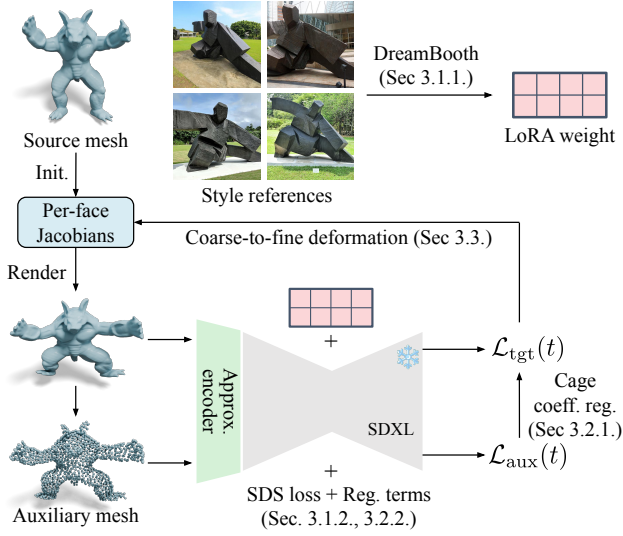 DreamBooth
(Sec 3.1.1.)
LoRA weight
Source mesh
Style references
Init.
Per-face
Jacobians
Coarse-to-fine deformation (Sec 3.3.)
Render
+
Approx.
encoder
SDXL
ℒtgt(t)
Cage
coeff. reg.
(Sec 3.2.1.)
ℒaux(t)
+
SDS loss + Reg. terms
(Sec. 3.1.2., 3.2.2.)
Auxiliary mesh